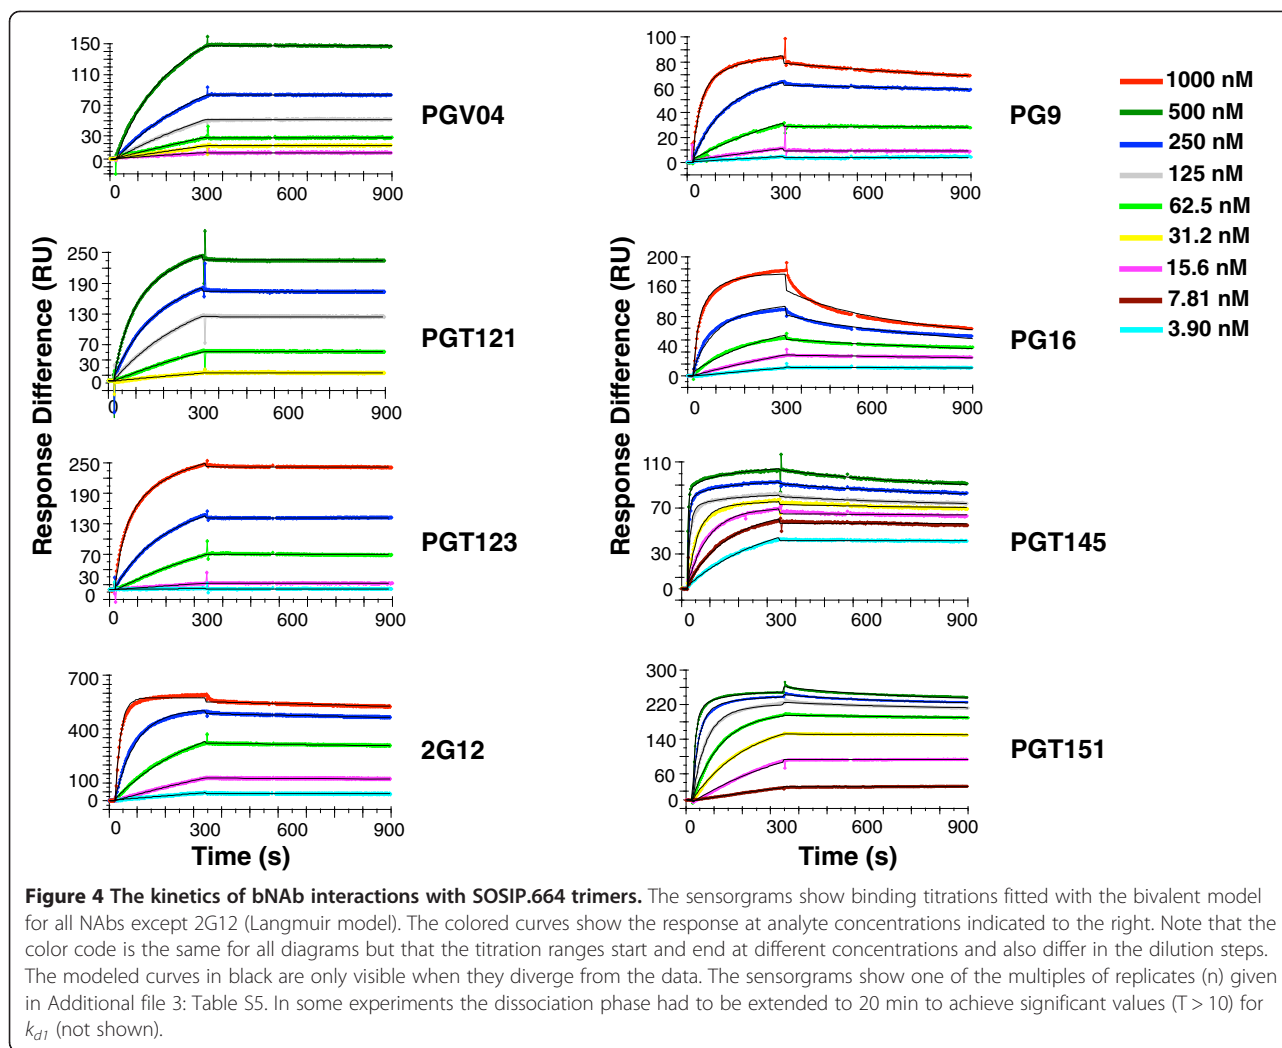 150
110
70
30
0
0
300
600
900
PGV04
100
80
60
40
20
0
0
300
600
900
PG9
1000 nM
500 nM
250 nM
125 nM
62.5 nM
31.2 nM
15.6 nM
7.81 nM
3.90 nM
Response Difference (RU)
250
190
130
70
30
0
0
300
600
900
PGT121
Response Difference (RU)
200
160
80
40
0
0
300
600
900
PG16
250
190
130
70
30
0
0
300
600
900
PGT123
110
70
30
0
0
300
600
900
PGT145
700
400
100
0
0
300
600
900
2G12
Time (s)
300
220
140
60
0
0
300
600
900
PGT151
Time (s)
Figure 4 The kinetics of bNAb interactions with SOSIP.664 trimers. The sensorgrams show binding titrations fitted with the bivalent model
for all NAbs except 2G12 (Langmuir model). The colored curves show the response at analyte concentrations indicated to the right. Note that the
color code is the same for all diagrams but that the titration ranges start and end at different concentrations and also differ in the dilution steps.
The modeled curves in black are only visible when they diverge from the data. The sensorgrams show one of the multiples of replicates (n) given
in Additional file 3: Table S5. In some experiments the dissociation phase had to be extended to 20 min to achieve significant values (T > 10) for
kd1 (not shown).